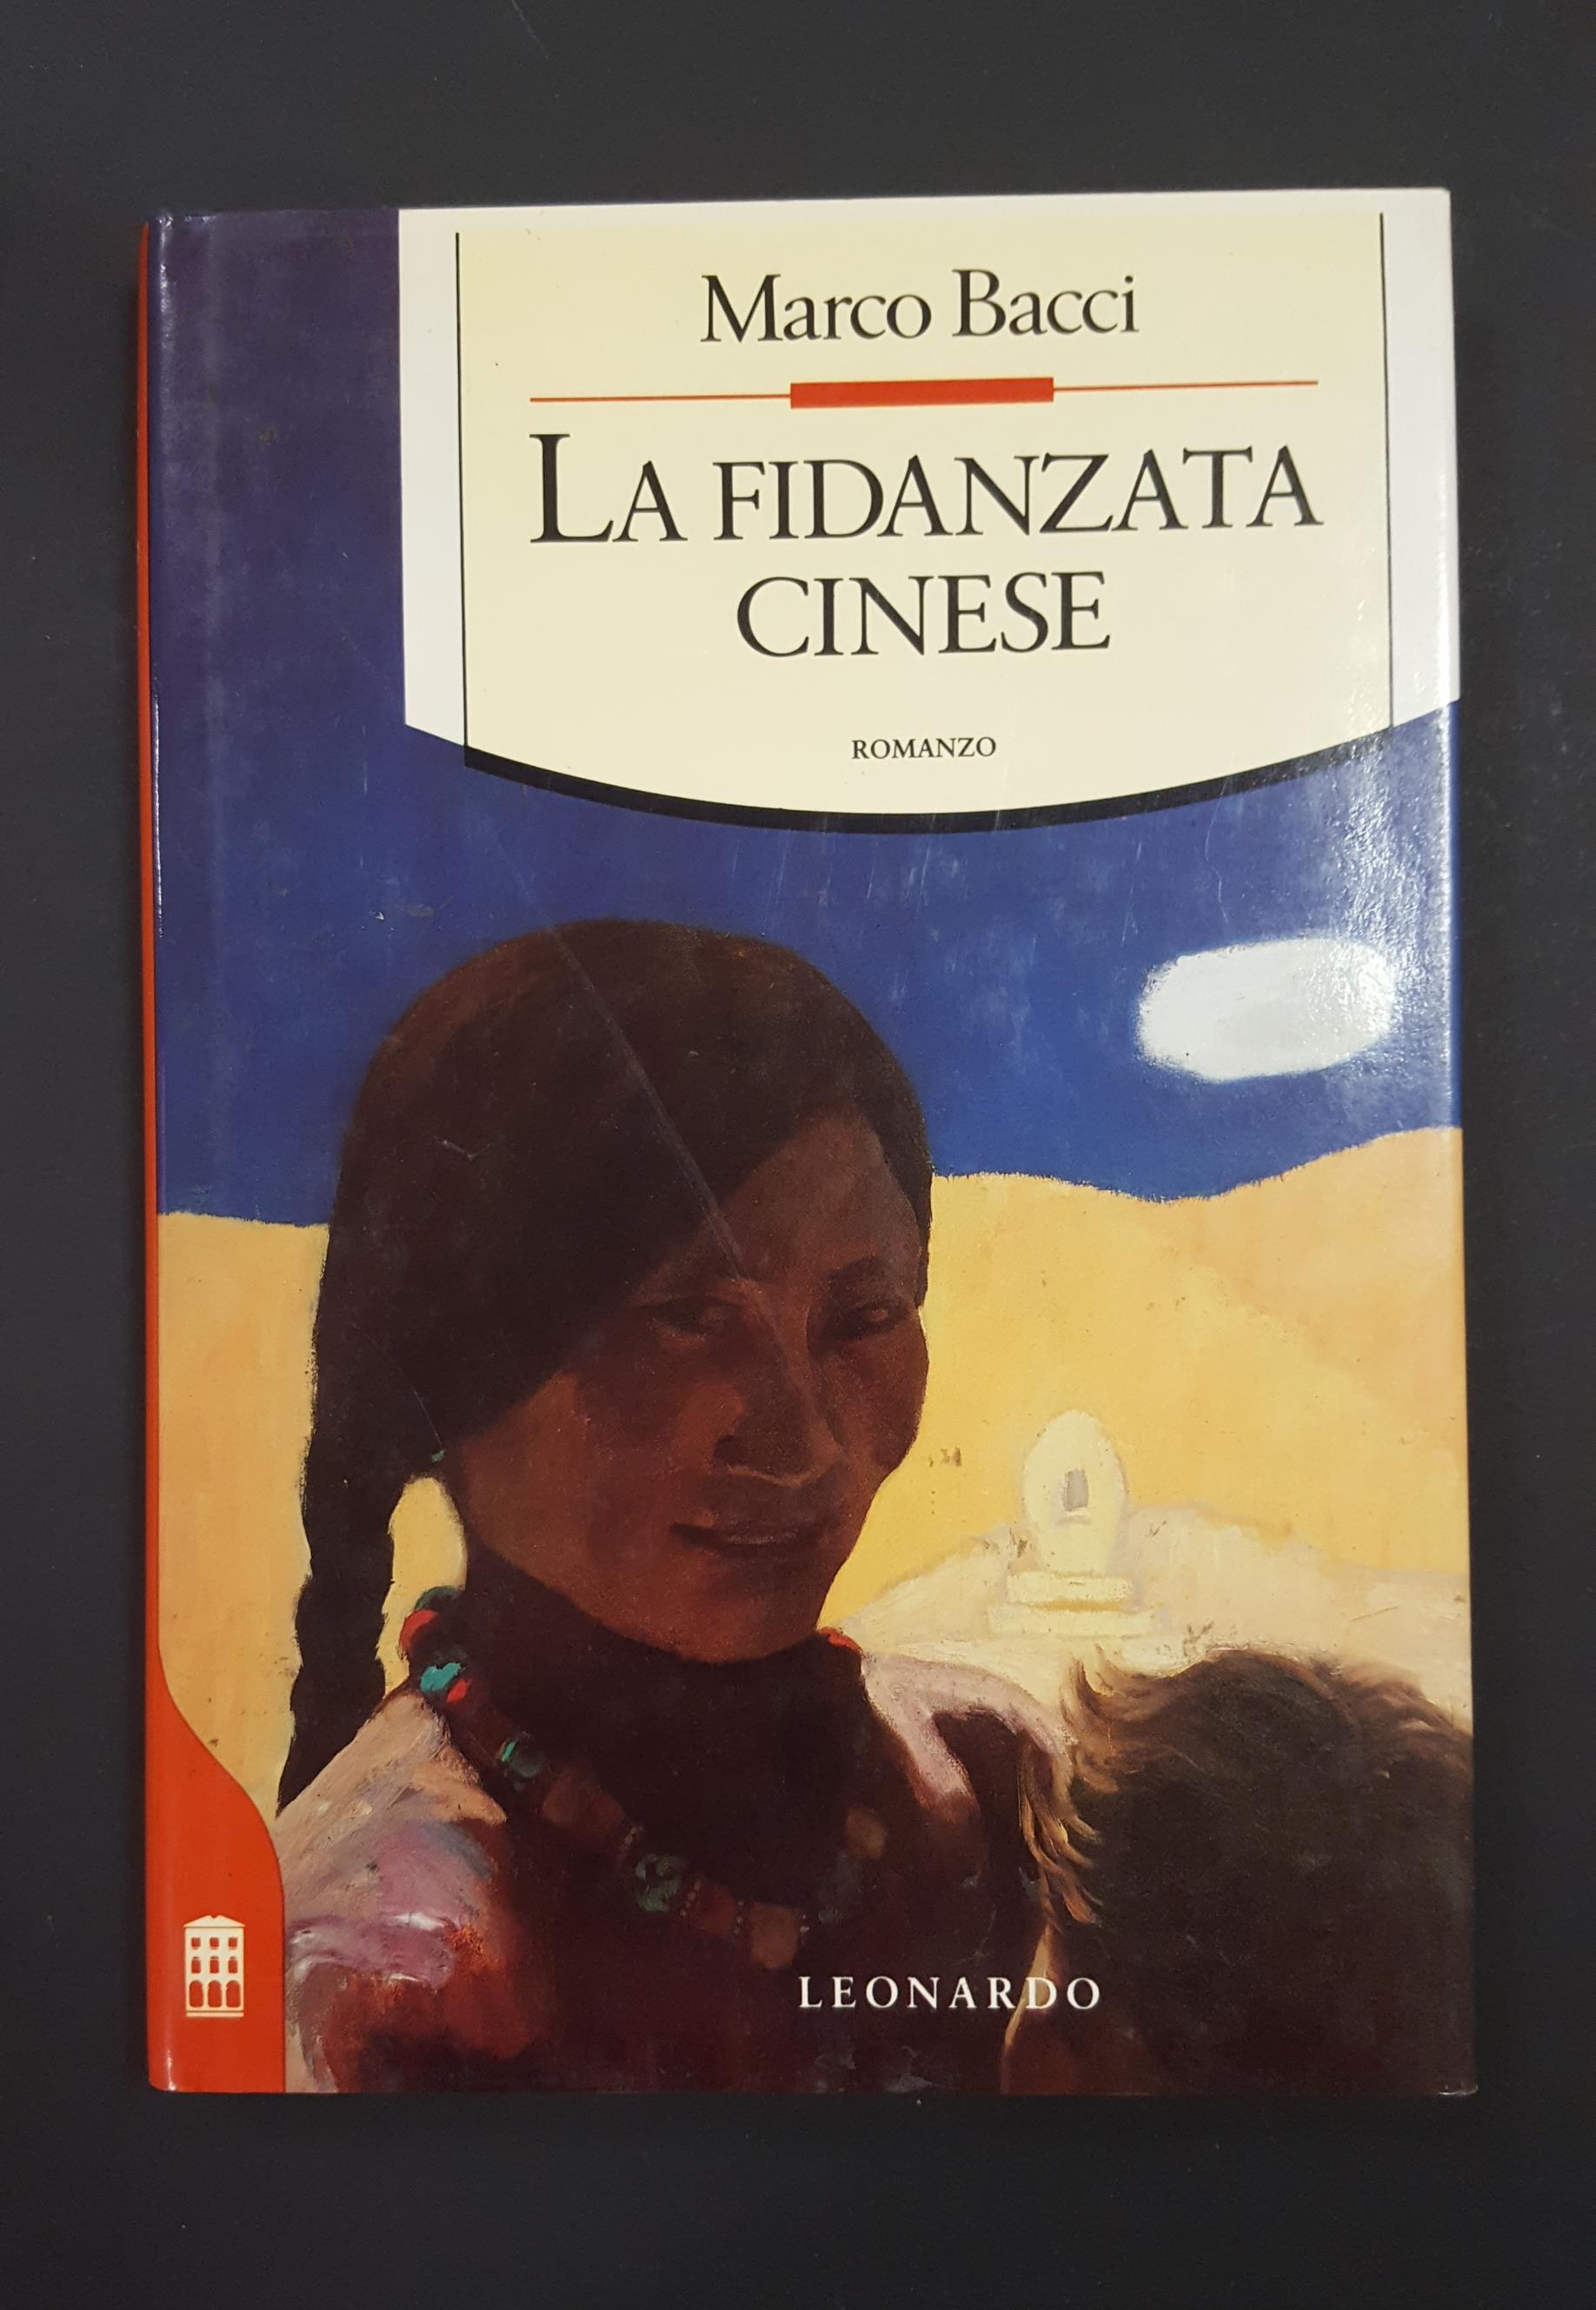 Marco Bacci
LA FIDANZATA
CINESE
ROMANZO
LEONARDO